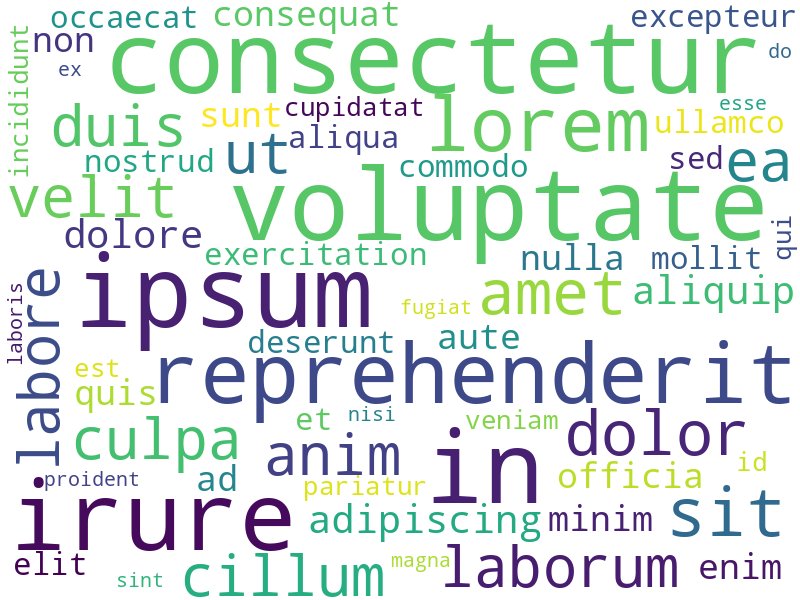 occaecat
consequat
excepteur
non
consectetur
do
ex
incididunt
duis
sunt
cupidatat
lorem
esse
ullamco
aliqua
nostrud
ut
commodo
sed
ea
velit
voluptate
dolore
qui
exercitation
nulla
mollit
ipsum
labore
laboris
fugiat
amet
aliquip
deserunt
aute
est
quis
reprehenderit
culpa
et
nisi
veniam
dolor
anim
in
id
proident
ad
pariatur
officia
irure
adipiscing
minim
sit
elit
sint
cillum
magna
laborum
enim